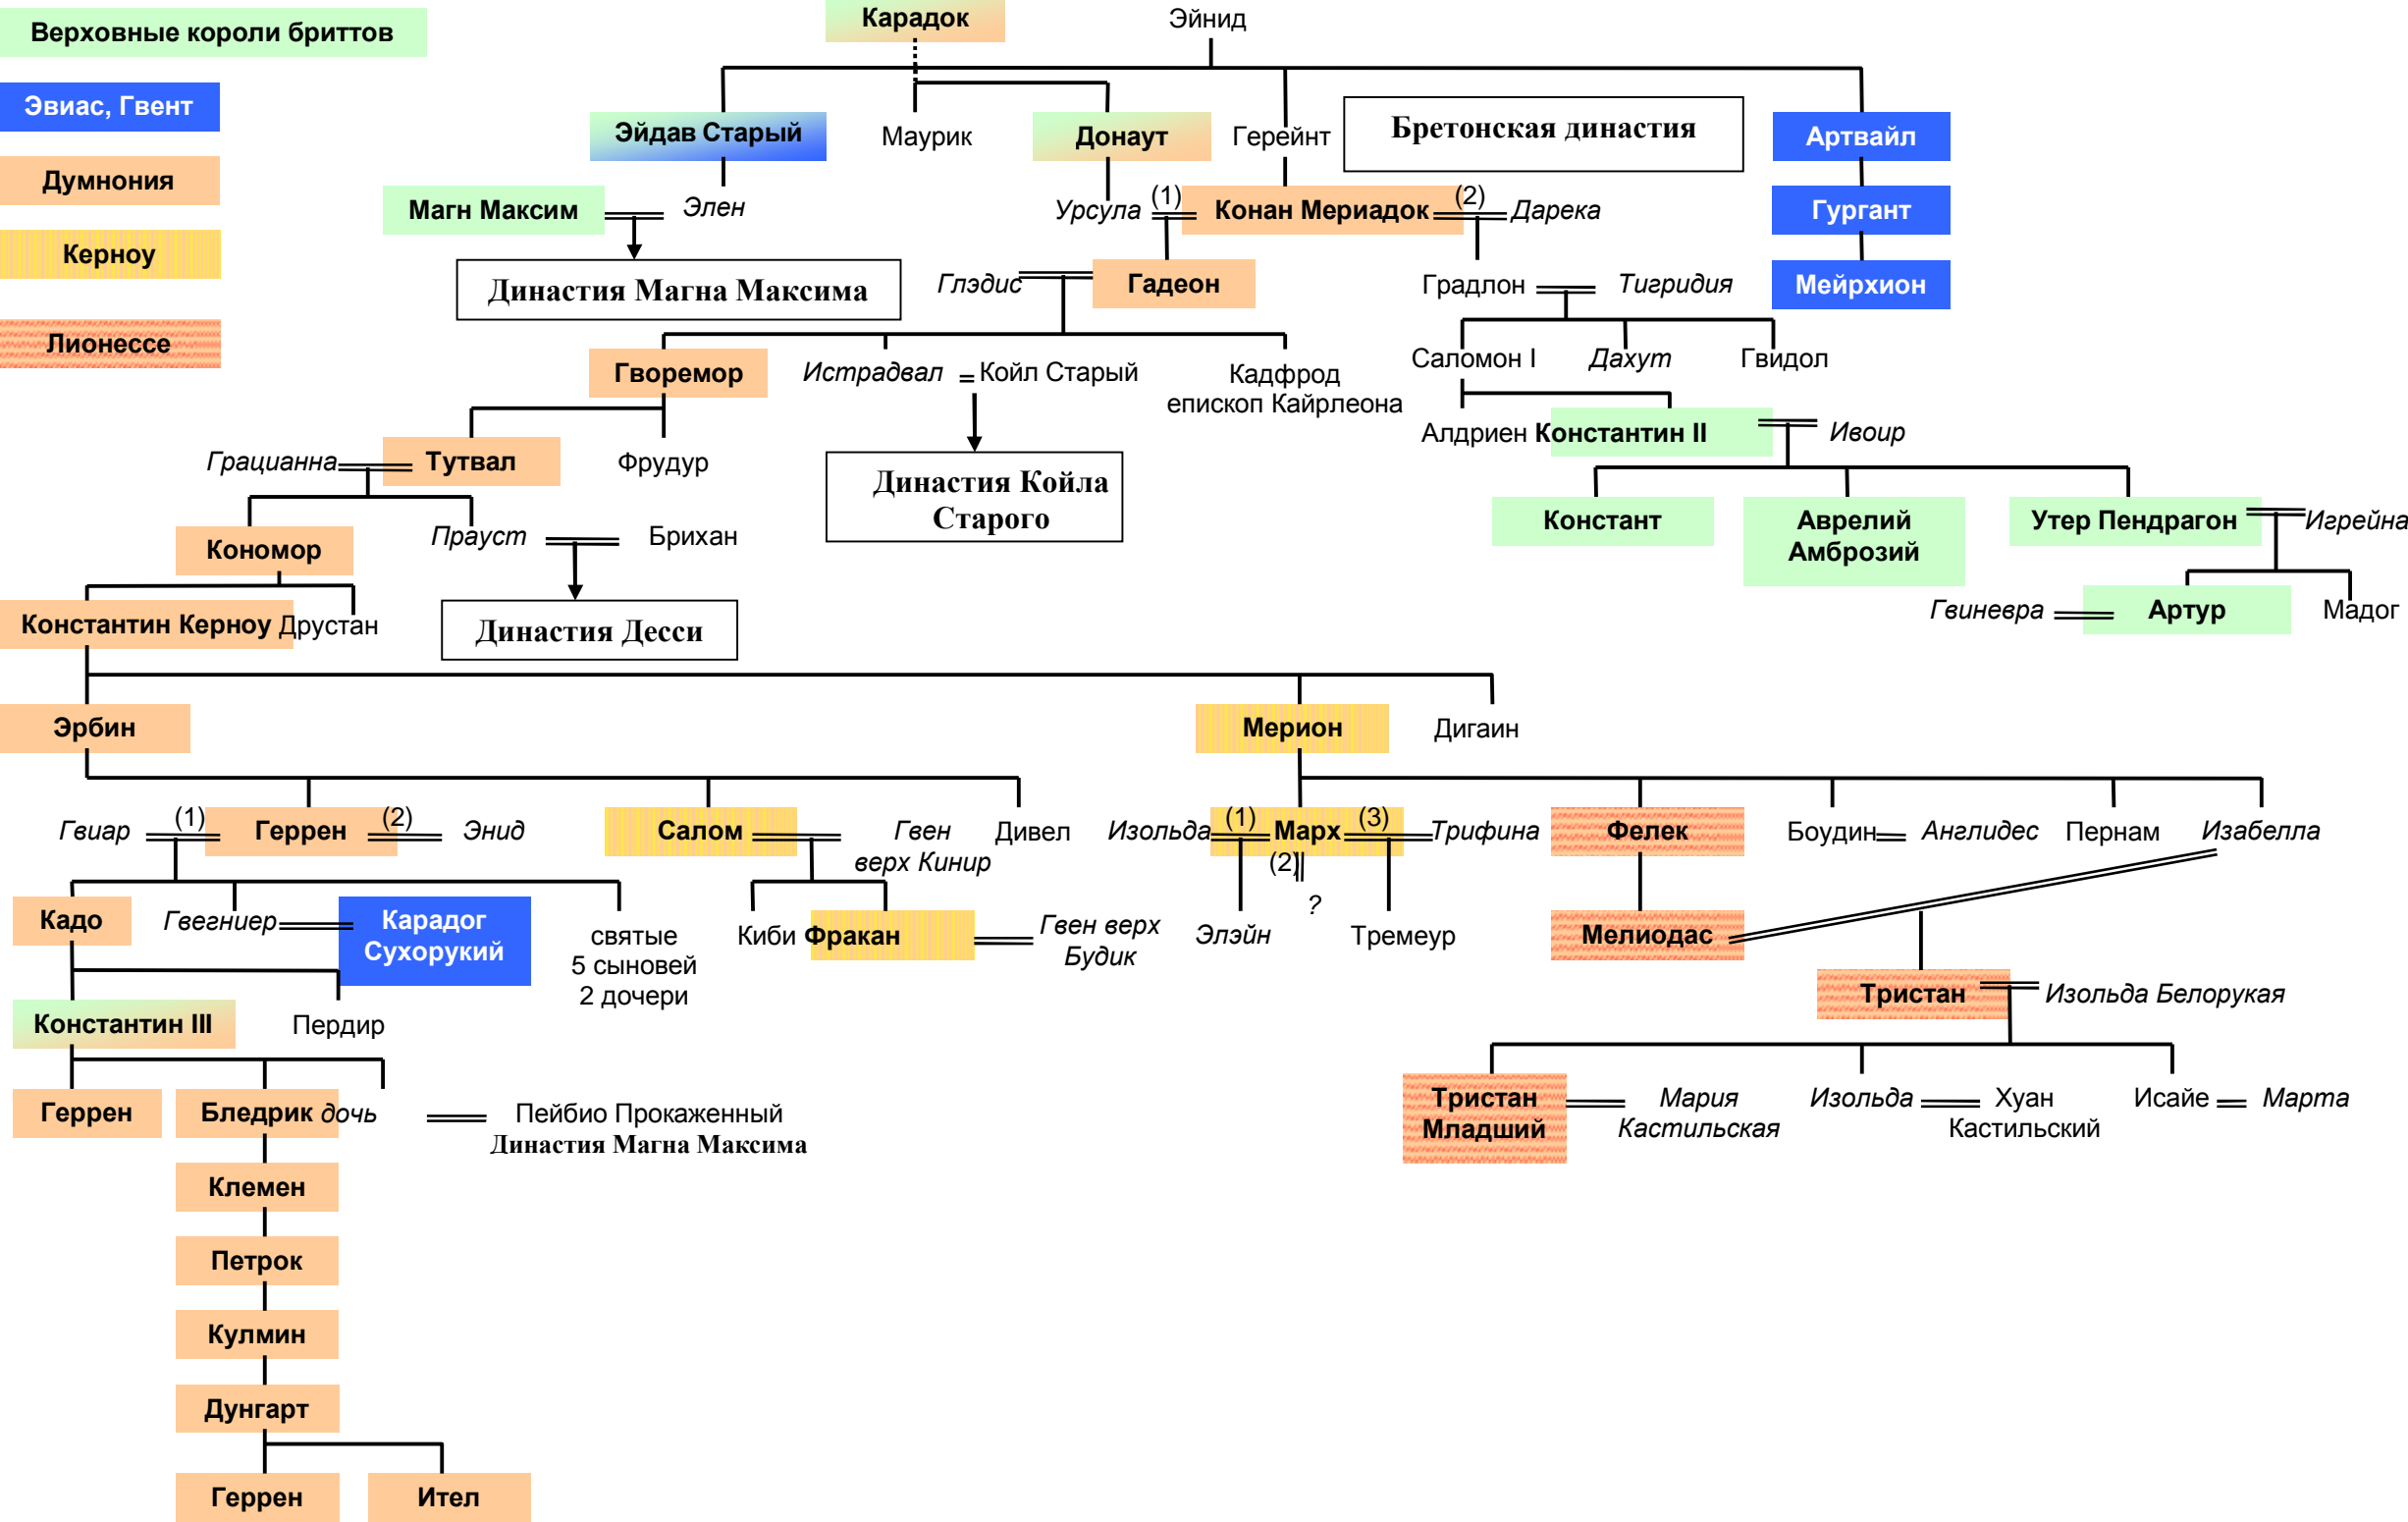 Карадок
Эйнид
Верховные короли бриттов
Эвиас, Гвент
Думнония
Керноу
Лионессе
Эйдав Старый
Маурик
Донаут
Герейнт
Бретонская династия
Артвайл
Магн Максим
Элен
Урсула
(1)
Конан Мериадок
(2)
Дарека
Гургант
Династия Магна Максима
Глэдис
Гадеон
Градлон
Тигридия
Мейрхион
Гворемор
Истрадвал
Койл Старый
Кадфрод
епископ Кайрлеона
Саломон I
Дахут
Гвидол
Грацианна
Тутвал
Фрудур
Династия Койла
Старого
Алдриен
Константин II
Ивоир
Кономор
Прауст
Брихан
Констант
Аврелий
Амброзий
Утер Пендрагон
Игрейна
Константин Керноу
Друстан
Династия Десси
Гвиневра
Артур
Мадог
Эрбин
Мерион
Дигаин
Гвиар
(1)
Геррен
(2)
Энид
Салом
Гвен
верх Кинир
Дивел
Изольда
(1)
Марх
(3)
Трифина
(2)
?
Фелек
Боудин
Англидес
Пернам
Изабелла
Кадо
Гвегниер
Карадог
Сухорукий
святые
5 сыновей
2 дочери
Киби
Фракан
Гвен верх
Будик
Элэйн
Тремеур
Мелиодас
Тристан
Изольда Белорукая
Константин III
Пердир
Геррен
Бледрик
дочь
Пейбио Прокаженный
Династия Магна Максима
Тристан
Младший
Мария
Кастильская
Изольда
Хуан
Кастильский
Исайе
Марта
Клемен
Петрок
Кулмин
Дунгарт
Геррен
Ител